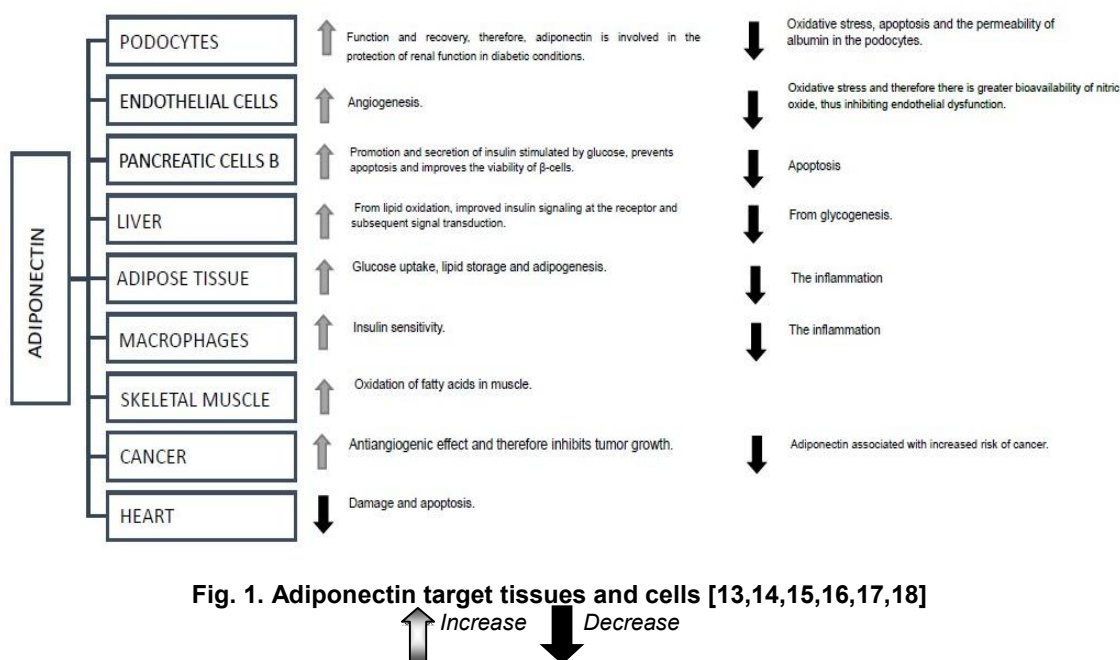 ADIPONECTIN
PODOCYTES
Function and recovery, therefore, adiponectin is involved in the
protection of renal function in diabetic conditions.
Oxidative stress, apoptosis and the permeability of
albumin in the podocytes.
ENDOTHELIAL CELLS
Angiogenesis.
Oxidative stress and therefore there is greater bioavailability of nitric
oxide, thus inhibiting endothelial dysfunction.
PANCREATIC CELLS B
Promotion and secretion of insulin stimulated by glucose, prevents
apoptosis and improves the viability of β-cells.
Apoptosis
LIVER
From lipid oxidation, improved insulin signaling at the receptor and
subsequent signal transduction.
From glycogenesis.
ADIPOSE TISSUE
Glucose uptake, lipid storage and adipogenesis.
The inflammation
MACROPHAGES
Insulin sensitivity.
The inflammation
SKELETAL MUSCLE
Oxidation of fatty acids in muscle.
CANCER
Antiangiogenic effect and therefore inhibits tumor growth.
Adiponectin associated with increased risk of cancer.
HEART
Damage and apoptosis.
Fig. 1. Adiponectin target tissues and cells [13,14,15,16,17,18]
Increase Decrease